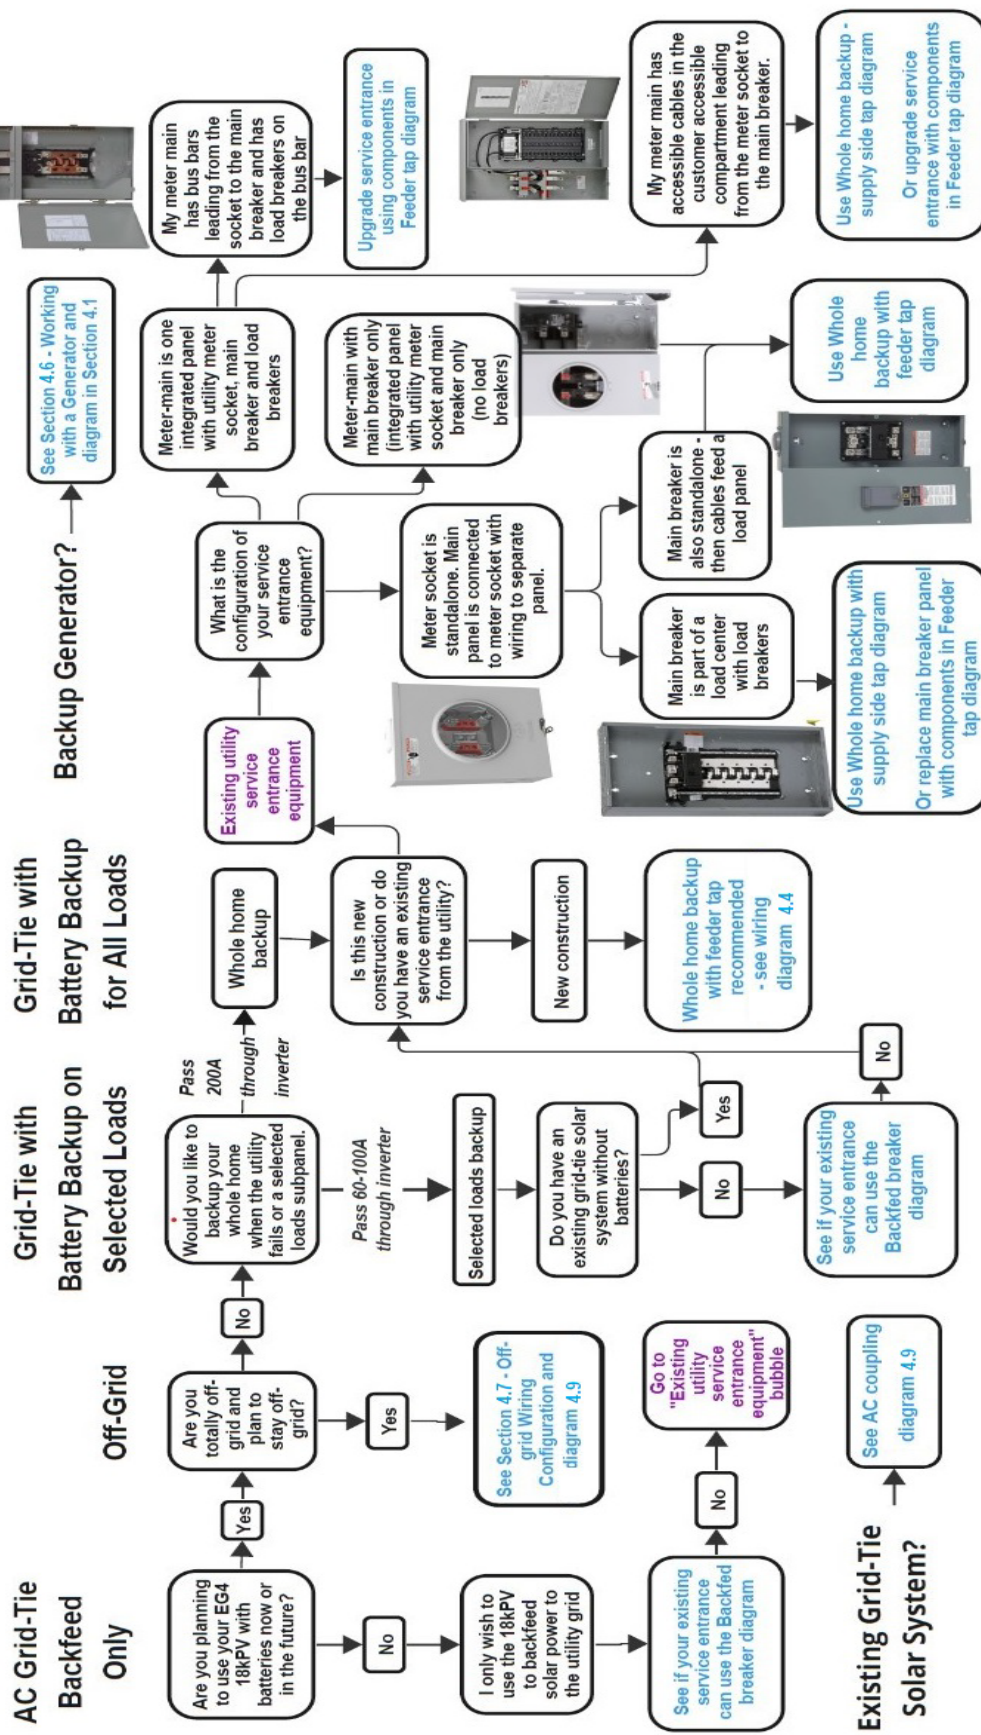 AC Grid-Tie
Backfeed
Only
Are you planning
to use your EG4
18kPV with
batteries now or
in the future?
Yes
No
I only wish to
use the 18kPV
to backfeed
solar power to
the utility grid
See if your existing
service entrance
can use the Backfed
breaker diagram
No
Go to
"Existing
utility
service
entrance
equipment"
bubble
Existing Grid-Tie
Solar System?
See AC coupling
diagram 4.9
Off-Grid
Are you
totally off-
grid and
plan to
stay off-
grid?
No
Yes
See Section 4.7 - Off-
grid Wiring
Configuration and
diagram 4.9
Grid-Tie with
Battery Backup on
Selected Loads
Would you like to
backup your
whole home
when the utility
fails or a selected
loads subpanel.
Pass
200A
through
inverter
Pass 60-100A
through inverter
Selected loads backup
Do you have an
existing grid-tie solar
system without
batteries?
No
Yes
See if your existing
service entrance
can use the
Backfed breaker
diagram
No
Grid-Tie with
Battery Backup
for All Loads
Whole home
backup
Is this new
construction or do
you have an existing
service entrance
from the utility?
New construction
Whole home backup
with feeder tap
recommended
- see wiring
diagram 4.4
Existing utility
service
entrance
equipment
Backup Generator?
See Section 4.6 - Working
with a Generator and
diagram in Section 4.1
What is the
configuration of
your service
entrance
equipment?
Meter-main is one
integrated panel
with utility meter
socket, main
breaker and load
breakers
My meter main
has bus bars
leading from the
socket to the main
breaker and has
load breakers on
the bus bar
Upgrade service entrance
using components in
Feeder tap diagram
My meter main has
accessible cables in the
customer accessible
compartment leading
from the meter socket to
the main breaker.
Use Whole home backup -
supply side tap diagram
Or upgrade service
entrance with components
in Feeder tap diagram
Meter-main with
main breaker only
(integrated panel
with utility meter
socket and main
breaker only
(no load
breakers)
Meter socket is
standalone. Main
panel is connected
to meter socket with
wiring to separate
panel.
Main breaker is
also standalone -
then cables feed a
load panel
Use Whole
home
backup with
feeder tap
diagram
Main breaker
is part of a
load center
with load
breakers
Use Whole home backup with
supply side tap diagram
Or replace main breaker panel
with components in Feeder
tap diagram